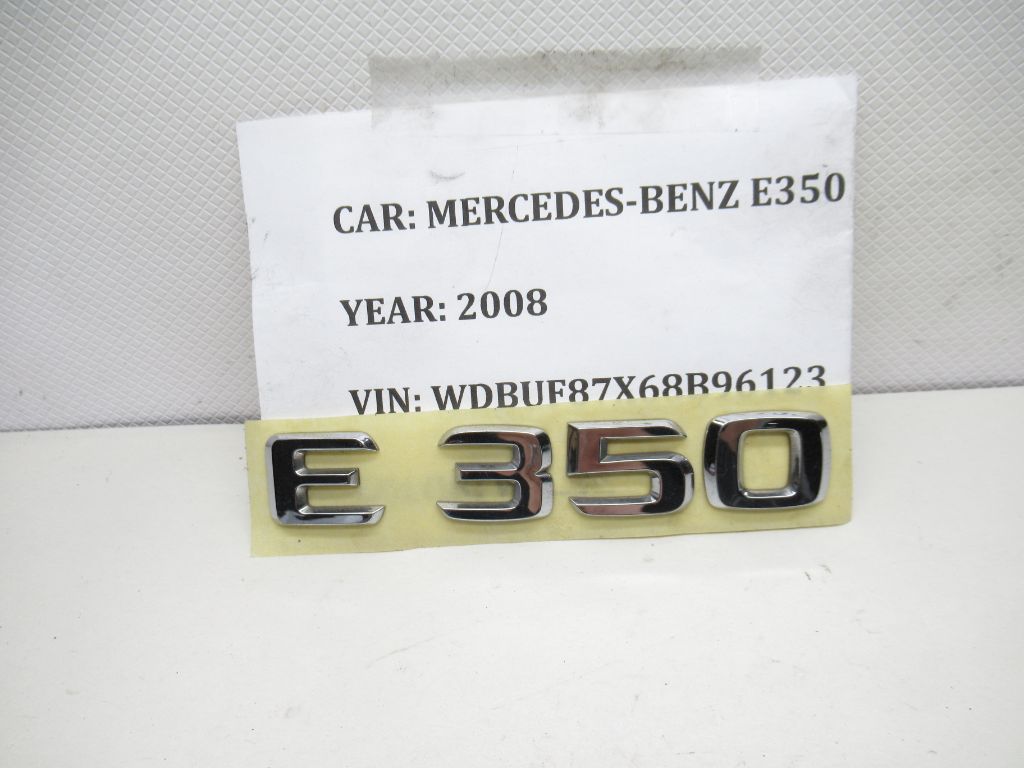 CAR: MERCEDES-BENZ E350
YEAR: 2008
VIN: WDBUF87X68B96123
E 350